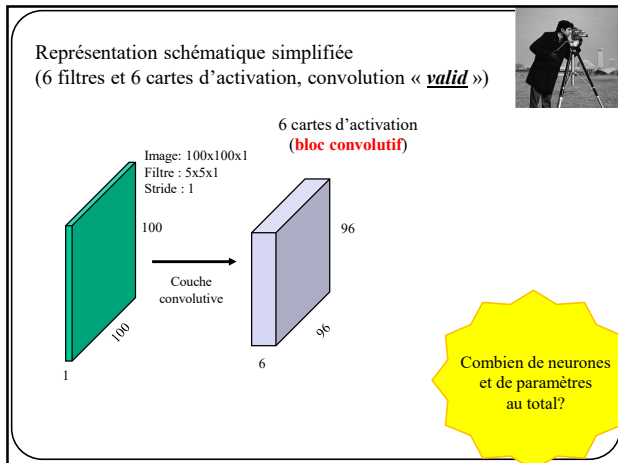 Représentation schématique simplifiée
(6 filtres et 6 cartes d’activation, convolution « valid »)
6 cartes d’activation
(bloc convolutif)
Image: 100x100x1
Filtre : 5x5x1
Stride : 1
100
96
Couche
convolutive
100
96
1
6
Combien de neurones
et de paramètres
au total?